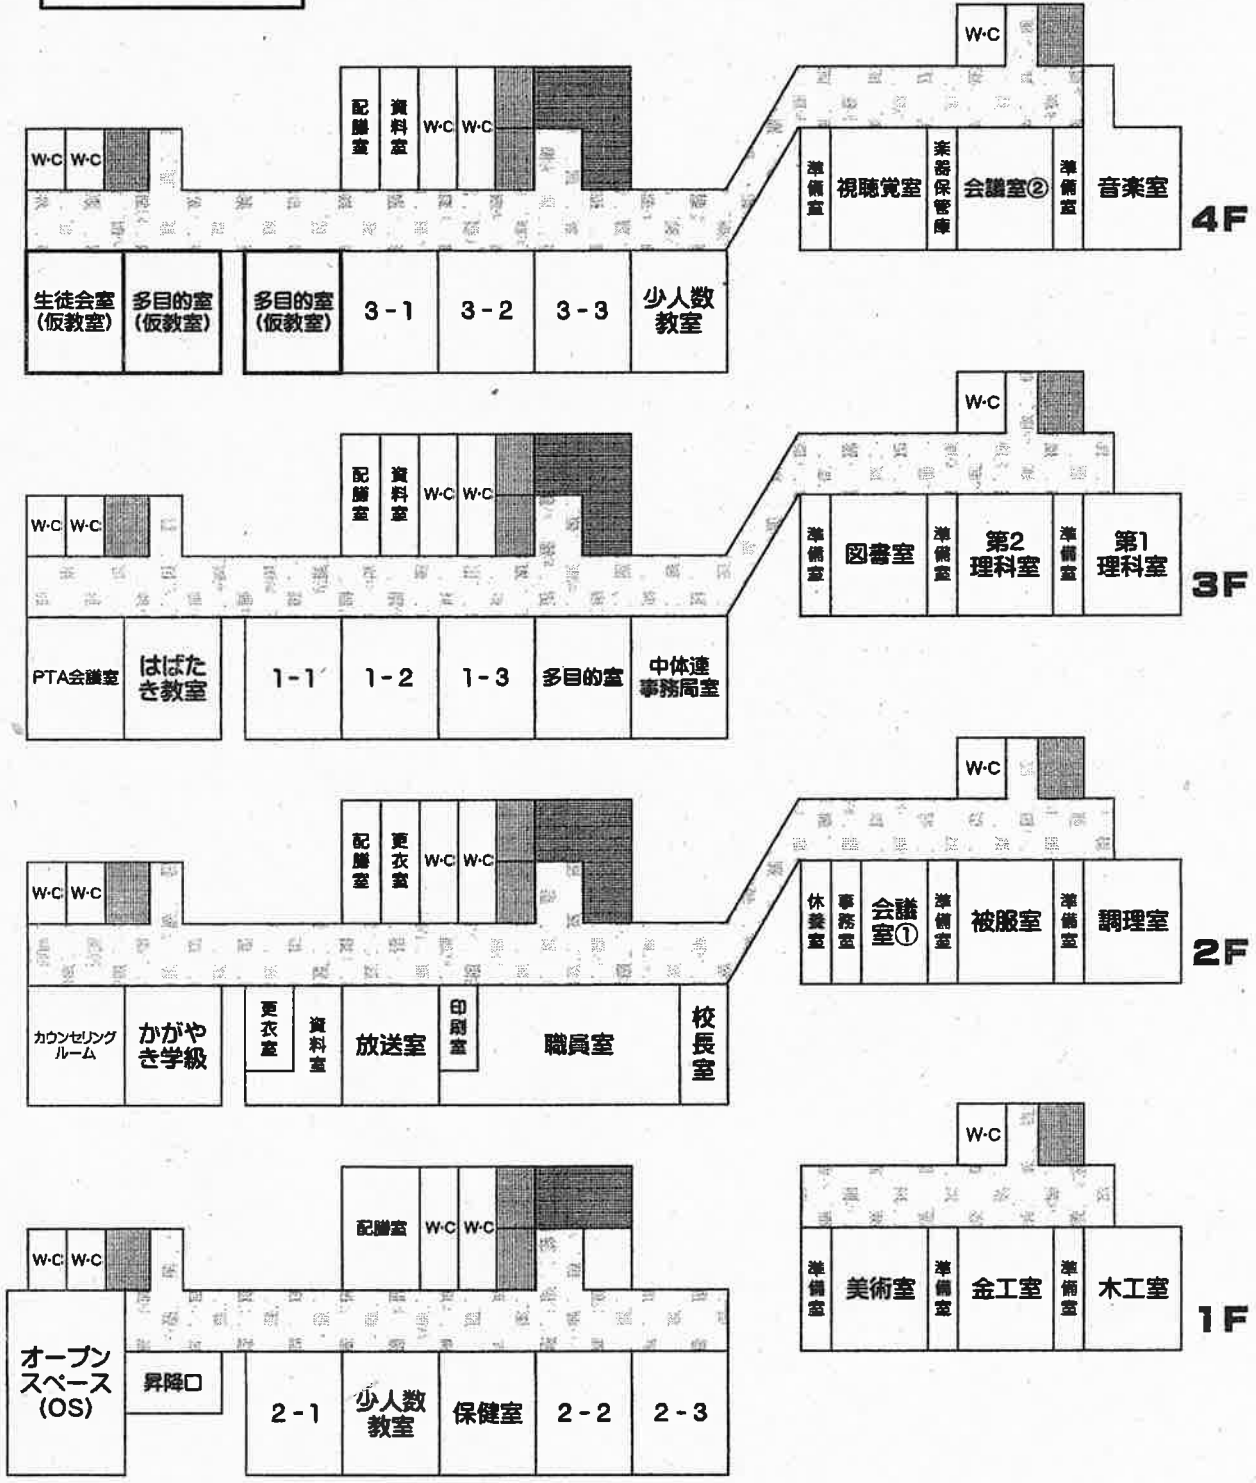 W·C
配膳室
資料室
W·C
W·C
W·C
W·C
準備室
視聴覚室
楽器保管庫
会議室②
準備室
音楽室
4F
生徒会室
(仮教室)
多目的室
(仮教室)
多目的室
(仮教室)
3-1
3-2
3-3
少人数
教室
W·C
配膳室
資料室
W·C
W·C
W·C
W·C
準備室
図書室
準備室
第2
理科室
準備室
第1
理科室
3F
PTA会議室
はばた
き教室
1-1
1-2
1-3
多目的室
中体連
事務局室
W·C
配膳室
更衣室
W·C
W·C
W·C
W·C
休養室
事務室
会議
室①
準備室
被服室
準備室
調理室
2F
カウンセリング
ルーム
かがや
き学級
更衣室
資料室
放送室
印刷室
職員室
校長室
W·C
配膳室
W·C
W·C
W·C
W·C
準備室
美術室
準備室
金工室
準備室
木工室
1F
オープン
スペース
(OS)
昇降口
2-1
少人数
教室
保健室
2-2
2-3